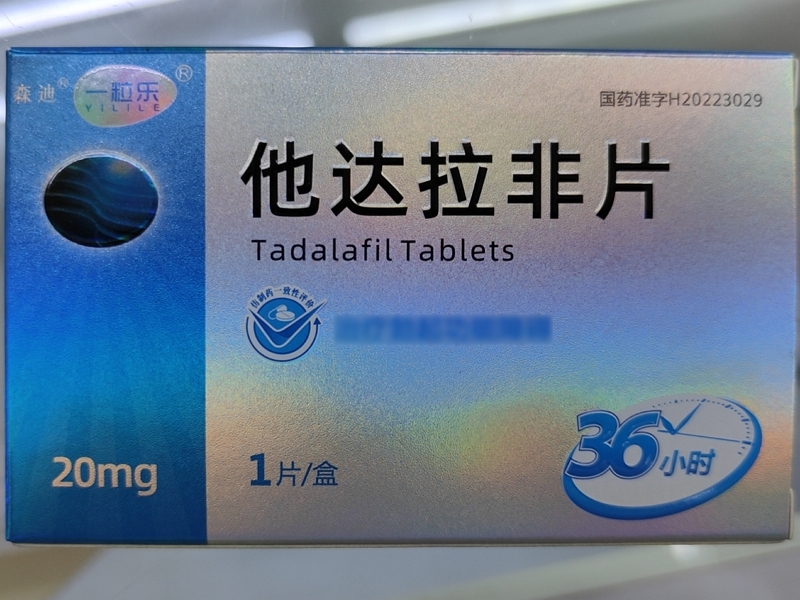 森迪®
一粒乐®
YILILE
国药准字H20223029
他达拉非片
Tadalafil Tablets
仿制药一致性评价
20mg
1片/盒
36小时